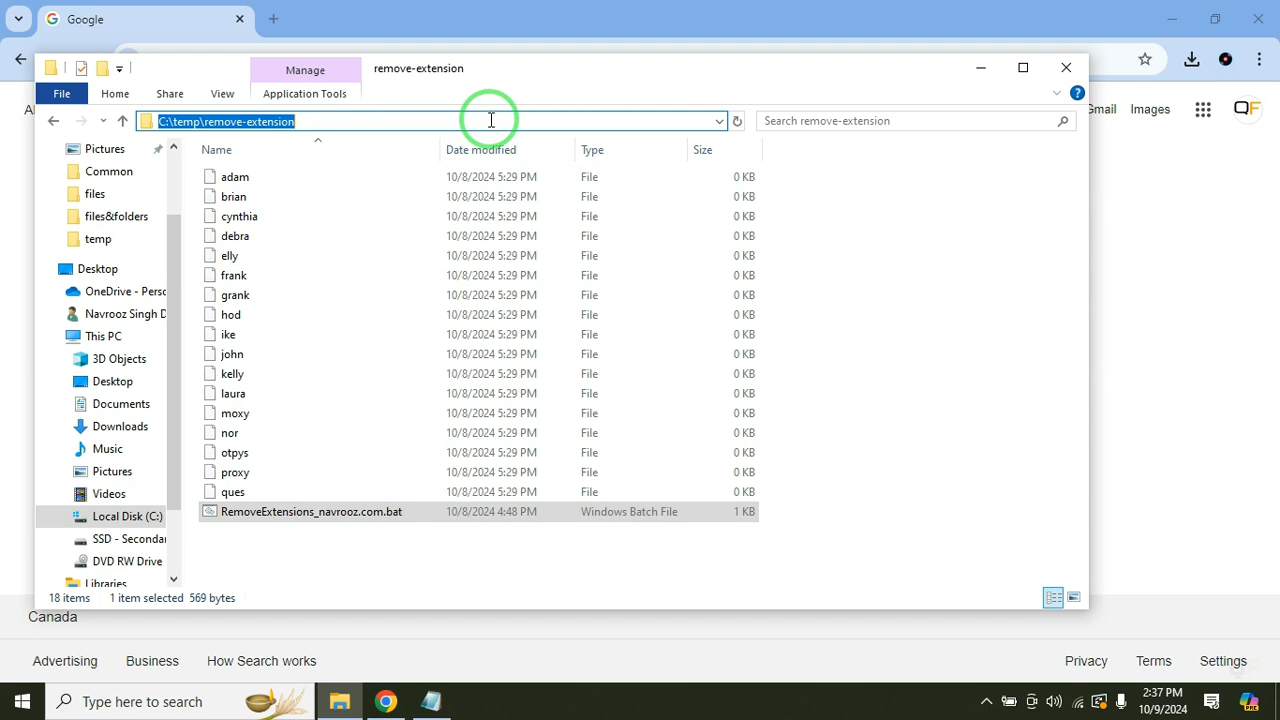 Google
Manage
remove-extension
File
Home
Share
View
Application Tools
C:\temp\remove-extension
Search remove-extension
Gmail
Images
QF
Name
Date modified
Type
Size
Pictures
Common
files
files&folders
temp
Desktop
OneDrive - Perso
Navrooz Singh D
This PC
3D Objects
Desktop
Documents
Downloads
Music
Pictures
Videos
Local Disk (C:)
SSD - Secondar
DVD RW Drive
Libraries
adam 10/8/2024 5:29 PM File 0 KB
brian 10/8/2024 5:29 PM File 0 KB
cynthia 10/8/2024 5:29 PM File 0 KB
debra 10/8/2024 5:29 PM File 0 KB
elly 10/8/2024 5:29 PM File 0 KB
frank 10/8/2024 5:29 PM File 0 KB
grank 10/8/2024 5:29 PM File 0 KB
hod 10/8/2024 5:29 PM File 0 KB
ike 10/8/2024 5:29 PM File 0 KB
john 10/8/2024 5:29 PM File 0 KB
kelly 10/8/2024 5:29 PM File 0 KB
laura 10/8/2024 5:29 PM File 0 KB
moxy 10/8/2024 5:29 PM File 0 KB
nor 10/8/2024 5:29 PM File 0 KB
otpys 10/8/2024 5:29 PM File 0 KB
proxy 10/8/2024 5:29 PM File 0 KB
ques 10/8/2024 5:29 PM File 0 KB
RemoveExtensions_navrooz.com.bat 10/8/2024 4:48 PM Windows Batch File 1 KB
18 items
1 item selected 569 bytes
Canada
Advertising
Business
How Search works
Privacy
Terms
Settings
Type here to search
2:37 PM
10/9/2024
PRE